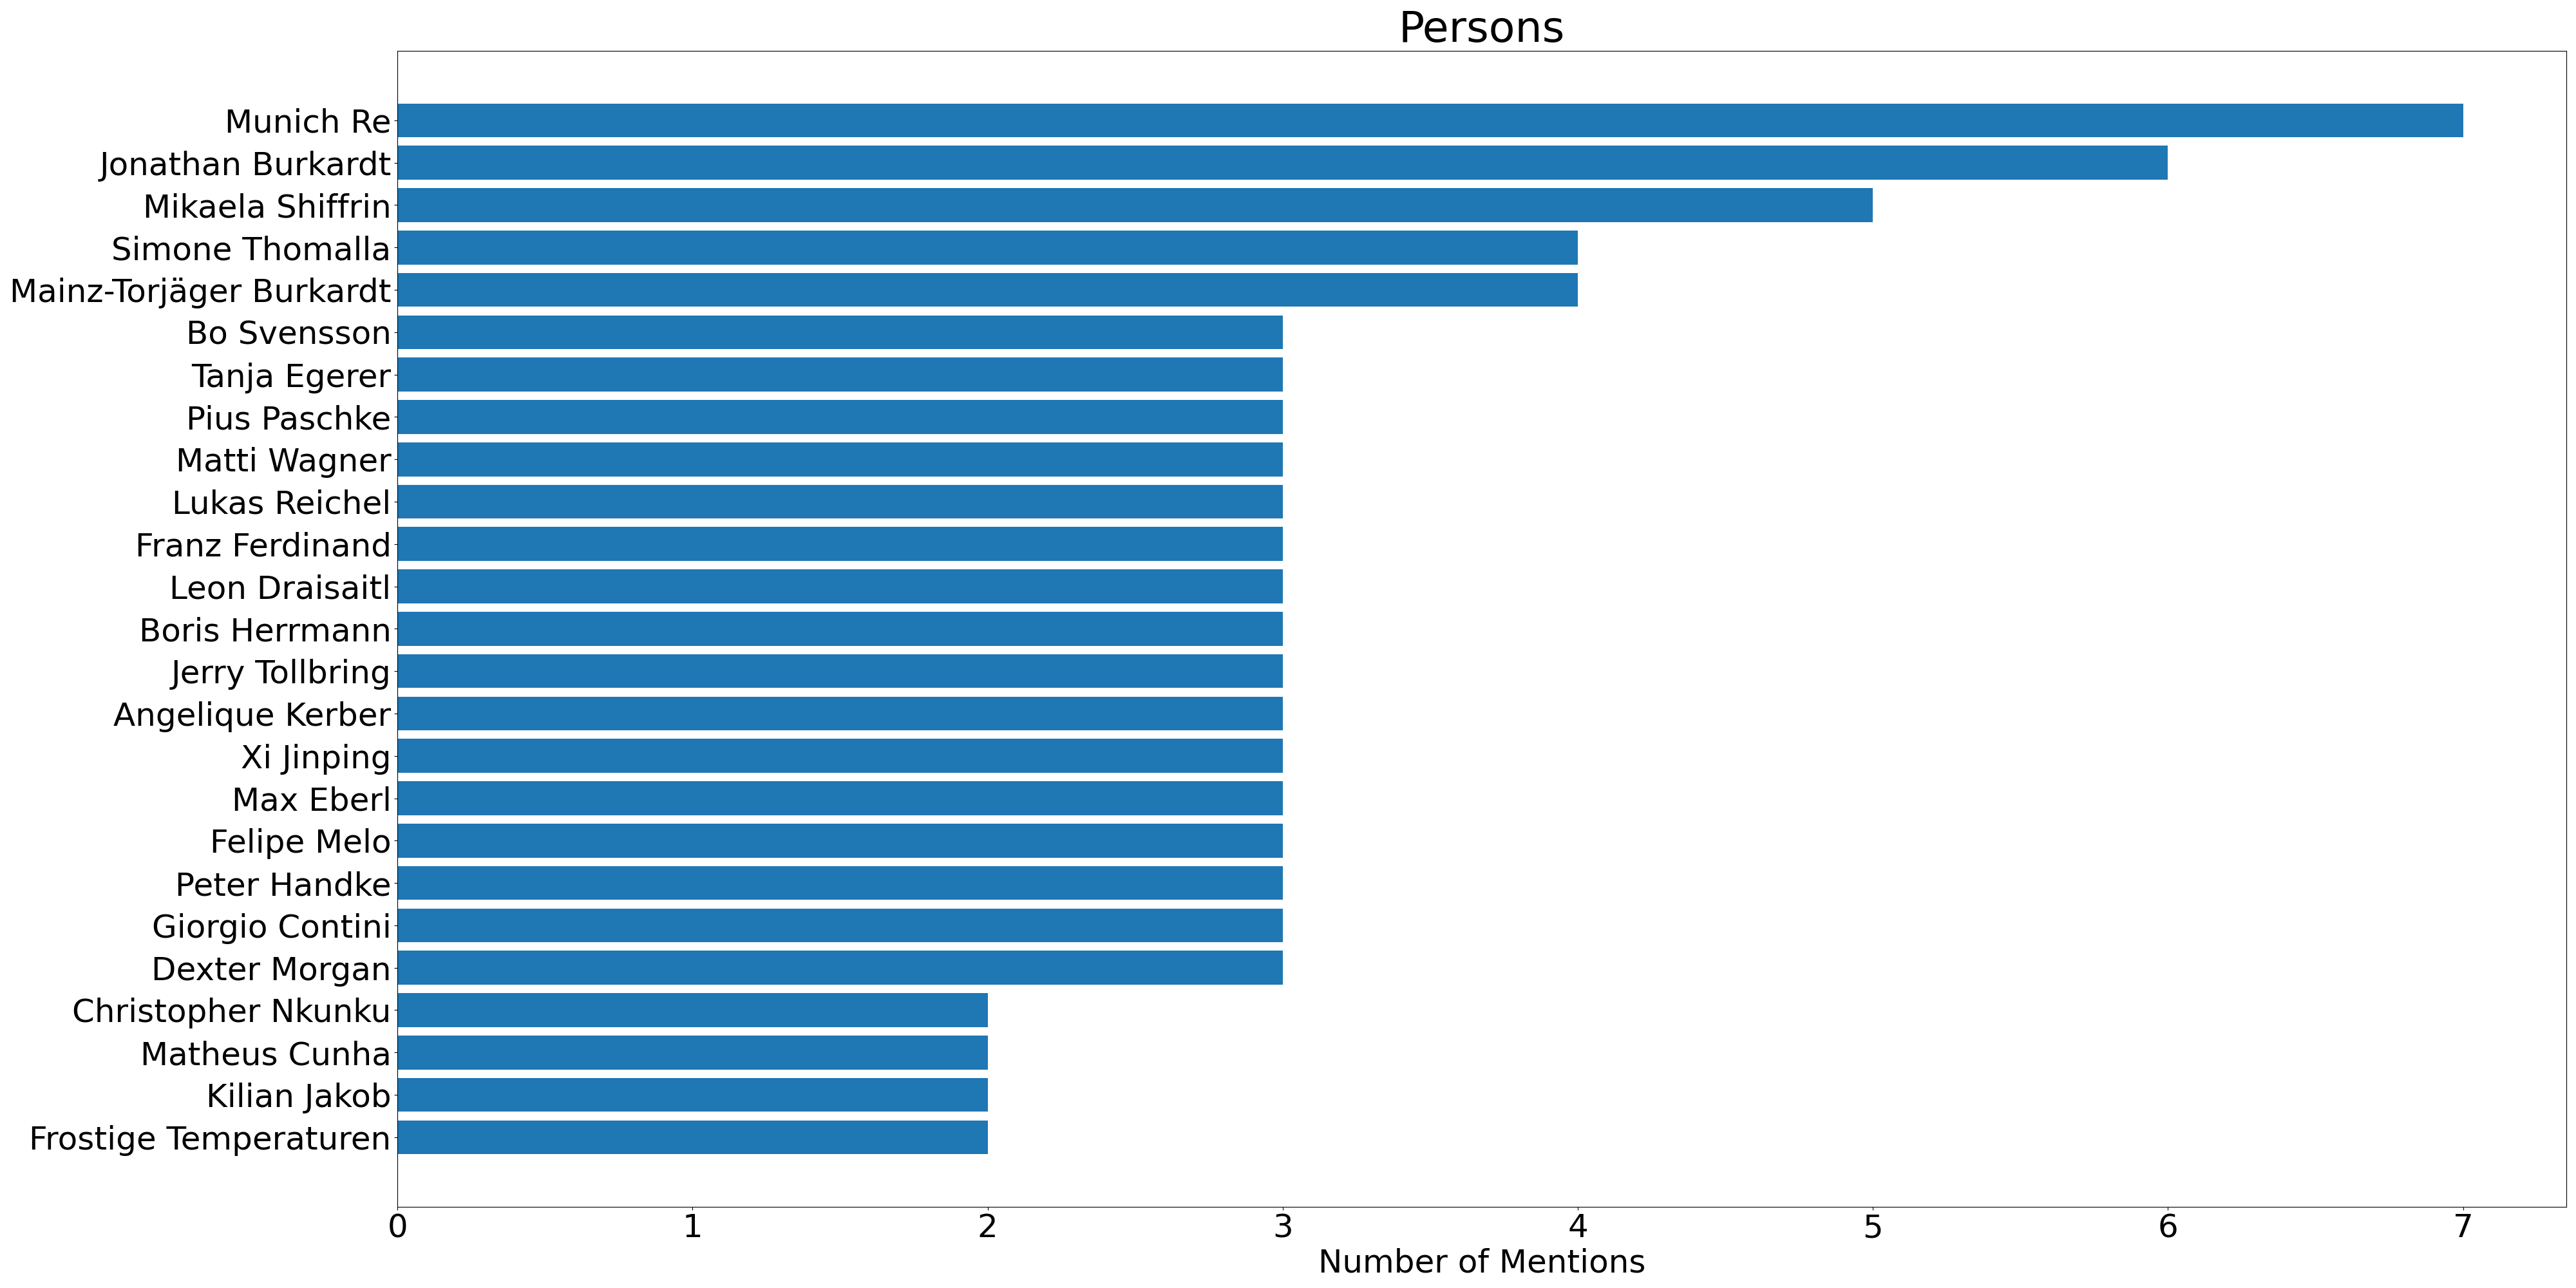 Persons
Munich Re
Jonathan Burkardt
Mikaela Shiffrin
Simone Thomalla
Mainz-Torjäger Burkardt
Bo Svensson
Tanja Egerer
Pius Paschke
Matti Wagner
Lukas Reichel
Franz Ferdinand
Leon Draisaitl
Boris Herrmann
Jerry Tollbring
Angelique Kerber
Xi Jinping
Max Eberl
Felipe Melo
Peter Handke
Giorgio Contini
Dexter Morgan
Christopher Nkunku
Matheus Cunha
Kilian Jakob
Frostige Temperaturen
0 1 2 3 4 5 6 7
Number of Mentions